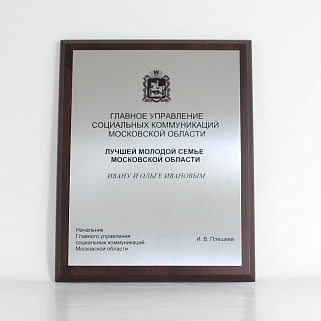 ГЛАВНОЕ УПРАВЛЕНИЕ
СОЦИАЛЬНЫХ КОММУНИКАЦИЙ
МОСКОВСКОЙ ОБЛАСТИ
ЛУЧШЕЙ МОЛОДОЙ СЕМЬЕ
МОСКОВСКОЙ ОБЛАСТИ
ИВАНУ И ОЛЬГЕ ИВАНОВЫМ
Начальник
Главного управления
социальных коммуникаций
Московской области
И. В. Плещева